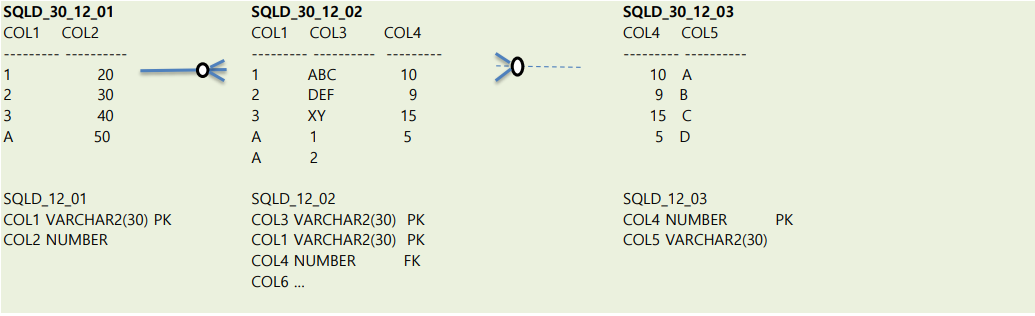 SQLD_30_12_01 SQLD_30_12_02 SQLD_30_12_03
COL1 COL2 COL1 COL3 COL4 COL4 COL5
--------- ---------- --------- ---------- --------- --------- ----------
1 20 1 ABC 10 10 A
2 30 2 DEF 9 9 B
3 40 3 XY 15 15 C
A 50 A 1 5 5 D
A 2
SQLD_12_01 SQLD_12_02 SQLD_12_03
COL1 VARCHAR2(30) PK COL3 VARCHAR2(30) PK COL4 NUMBER PK
COL2 NUMBER COL1 VARCHAR2(30) PK COL5 VARCHAR2(30)
COL4 NUMBER FK
COL6 ...